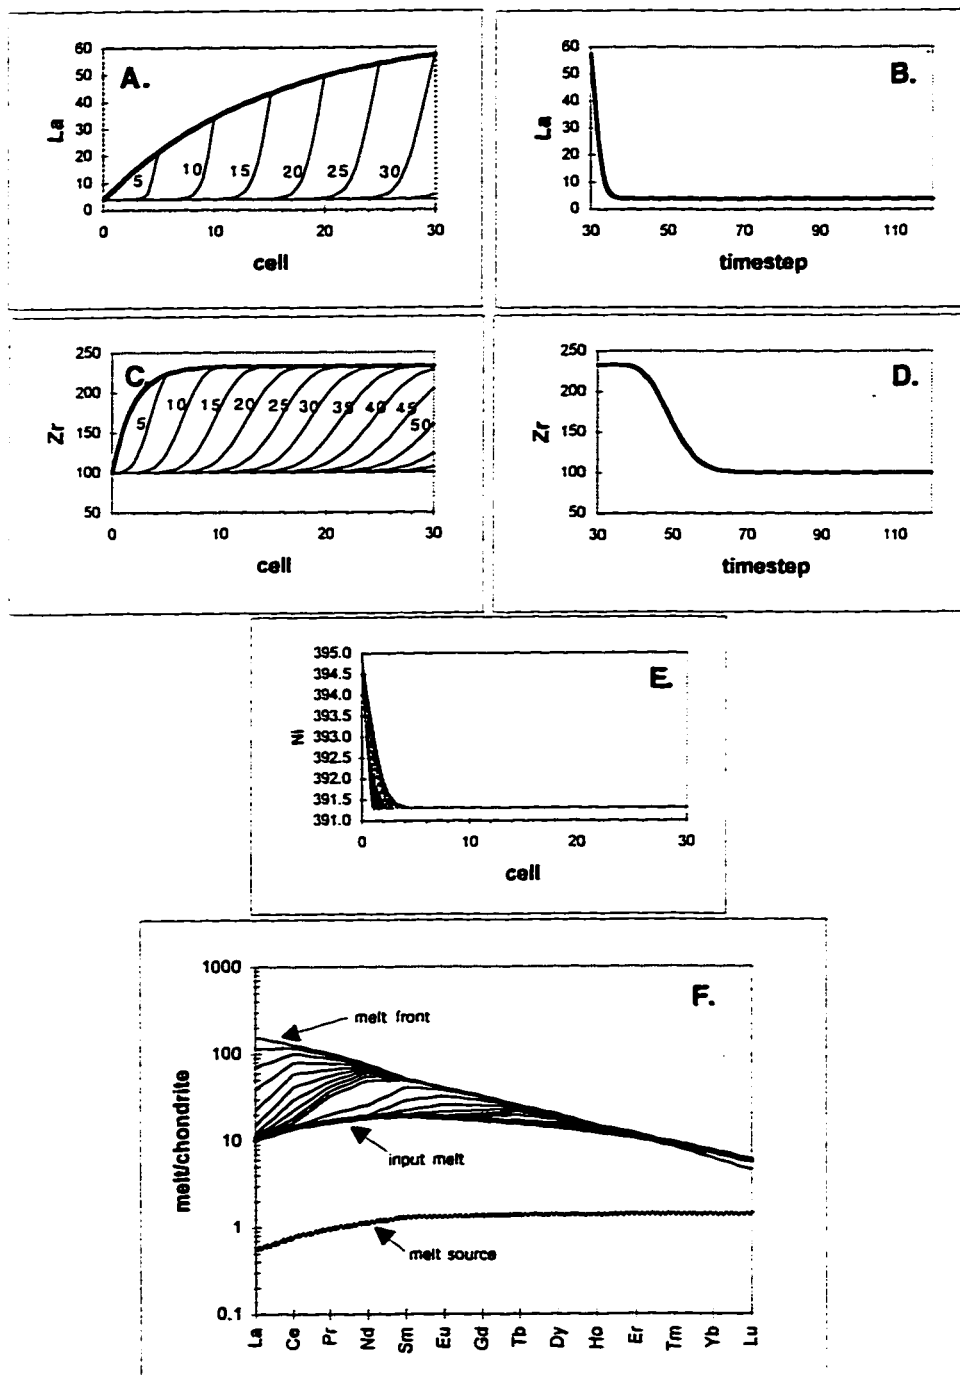 A.
La
60
50
40
30
20
10
0
5
10
15
20
25
30
0
10
20
30
cell
B.
La
60
50
40
30
20
10
0
30
50
70
90
110
timestep
C.
Zr
250
200
150
100
50
5
10
15
20
25
30
35
40
45
50
0
10
20
30
cell
D.
Zr
250
200
150
100
50
30
50
70
90
110
timestep
E.
Ni
395.0
394.5
394.0
393.5
393.0
392.5
392.0
391.5
391.0
0
10
20
30
cell
F.
melt/chondrite
1000
100
10
1
0.1
melt front
input melt
melt source
La
Ce
Pr
Nd
Sm
Eu
Gd
Tb
Dy
Ho
Er
Tm
Yb
Lu